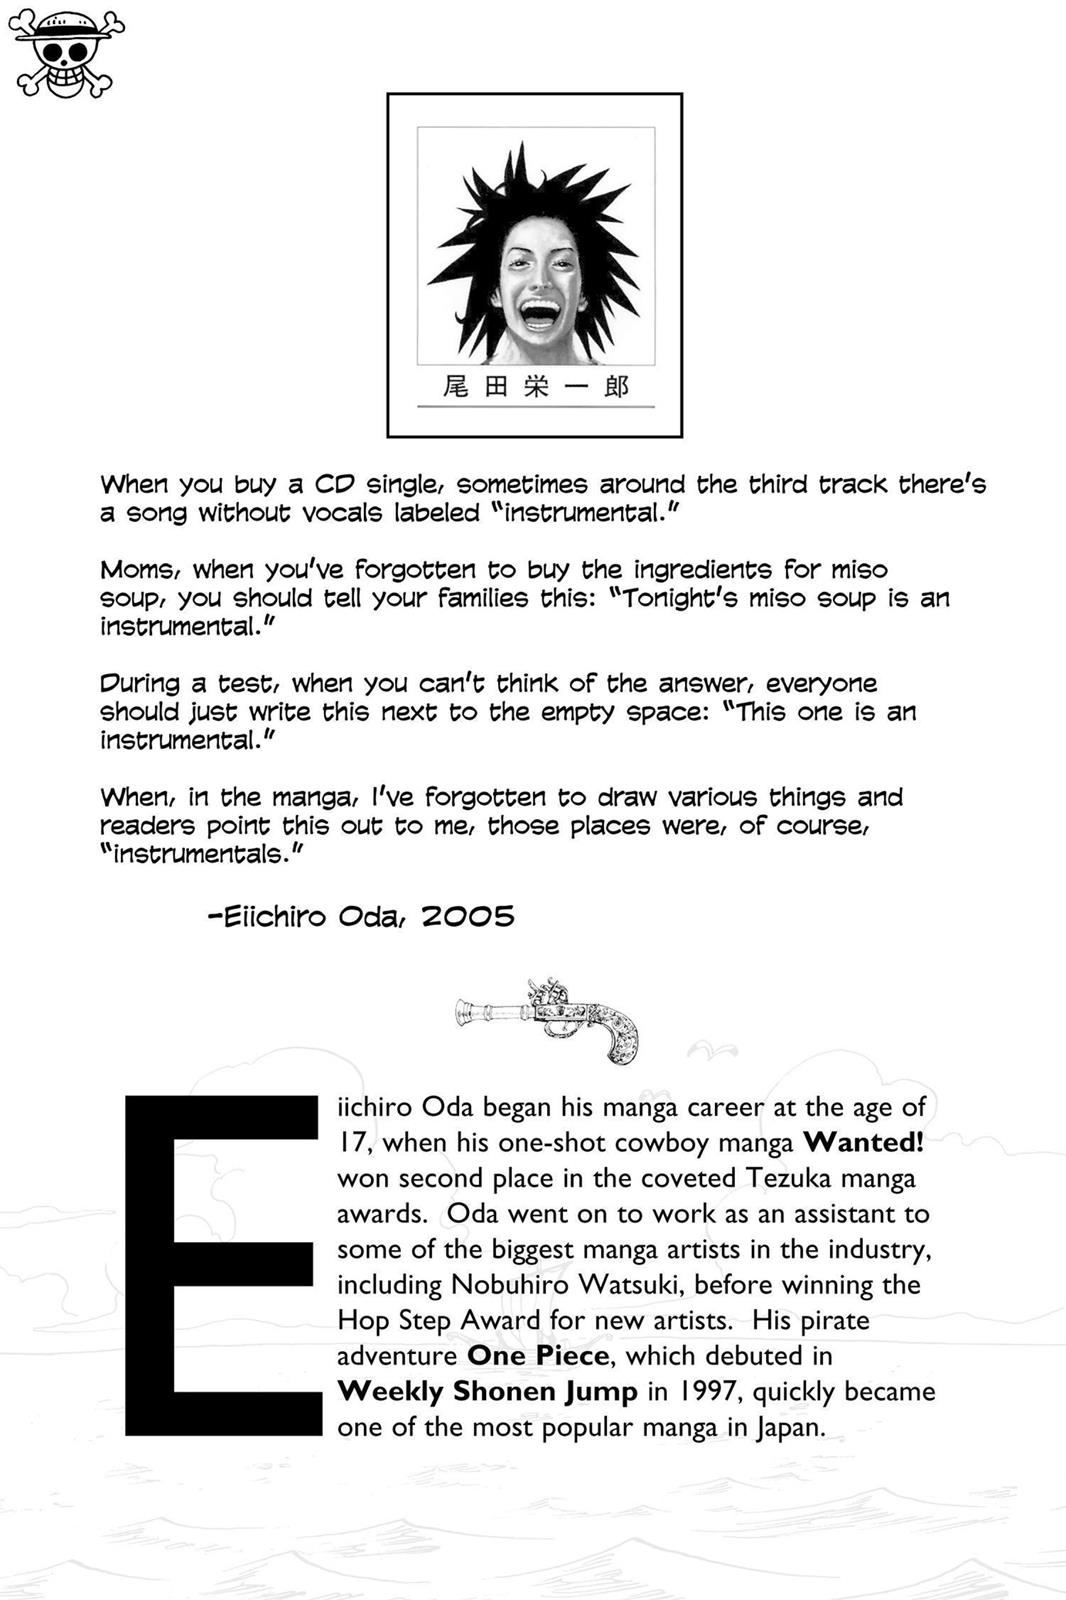 尾田栄一郎
When you buy a CD single, sometimes around the third track there's
a song without vocals labeled “instrumental.”
Moms, when you've forgotten to buy the ingredients for miso
soup, you should tell your families this: “Tonight's miso soup is an
instrumental.”
During a test, when you can't think of the answer, everyone
should just write this next to the empty space: “This one is an
instrumental.”
When, in the manga, I've forgotten to draw various things and
readers point this out to me, those places were, of course,
“instrumentals.”
-Eiichiro Oda, 2005
Eiichiro Oda began his manga career at the age of
17, when his one-shot cowboy manga Wanted!
won second place in the coveted Tezuka manga
awards.  Oda went on to work as an assistant to
some of the biggest manga artists in the industry,
including Nobuhiro Watsuki, before winning the
Hop Step Award for new artists.  His pirate
adventure One Piece, which debuted in
Weekly Shonen Jump in 1997, quickly became
one of the most popular manga in Japan.